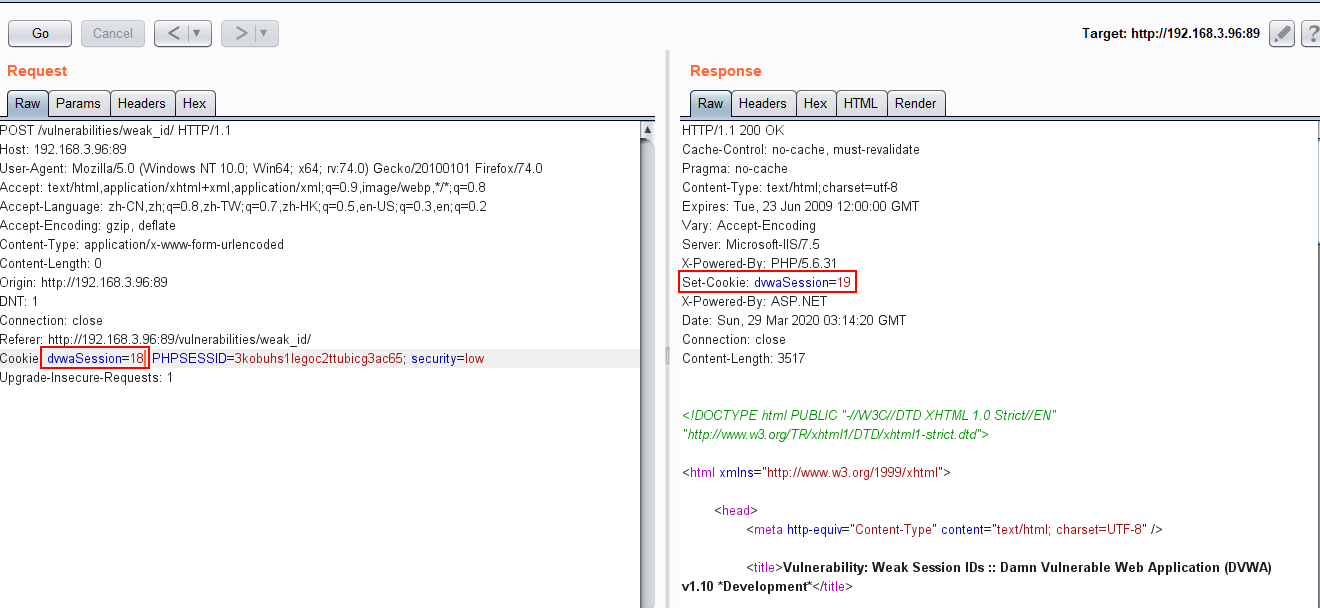 Go Cancel < > Target: http://192.168.3.96:89 ?
Request
Raw Params Headers Hex
POST /vulnerabilities/weak_id/ HTTP/1.1
Host: 192.168.3.96:89
User-Agent: Mozilla/5.0 (Windows NT 10.0; Win64; x64; rv:74.0) Gecko/20100101 Firefox/74.0
Accept: text/html,application/xhtml+xml,application/xml;q=0.9,image/webp,*/*;q=0.8
Accept-Language: zh-CN,zh;q=0.8,zh-TW;q=0.7,zh-HK;q=0.5,en-US;q=0.3,en;q=0.2
Accept-Encoding: gzip, deflate
Content-Type: application/x-www-form-urlencoded
Content-Length: 0
Origin: http://192.168.3.96:89
DNT: 1
Connection: close
Referer: http://192.168.3.96:89/vulnerabilities/weak_id/
Cookie dvwaSession=18 PHPSESSID=3kobuhs1legoc2ttubicg3ac65; security=low
Upgrade-Insecure-Requests: 1
Response
Raw Headers Hex HTML Render
HTTP/1.1 200 OK
Cache-Control: no-cache, must-revalidate
Pragma: no-cache
Content-Type: text/html;charset=utf-8
Expires: Tue, 23 Jun 2009 12:00:00 GMT
Vary: Accept-Encoding
Server: Microsoft-IIS/7.5
X-Powered-By: PHP/5.6.31
Set-Cookie: dvwaSession=19
X-Powered-By: ASP.NET
Date: Sun, 29 Mar 2020 03:14:20 GMT
Connection: close
Content-Length: 3517
<!DOCTYPE html PUBLIC "-//W3C//DTD XHTML 1.0 Strict//EN"
"http://www.w3.org/TR/xhtml1/DTD/xhtml1-strict.dtd">
<html xmlns="http://www.w3.org/1999/xhtml">
<head>
<meta http-equiv="Content-Type" content="text/html; charset=UTF-8" />
<title>Vulnerability: Weak Session IDs :: Damn Vulnerable Web Application (DVWA)
v1.10 *Development*</title>